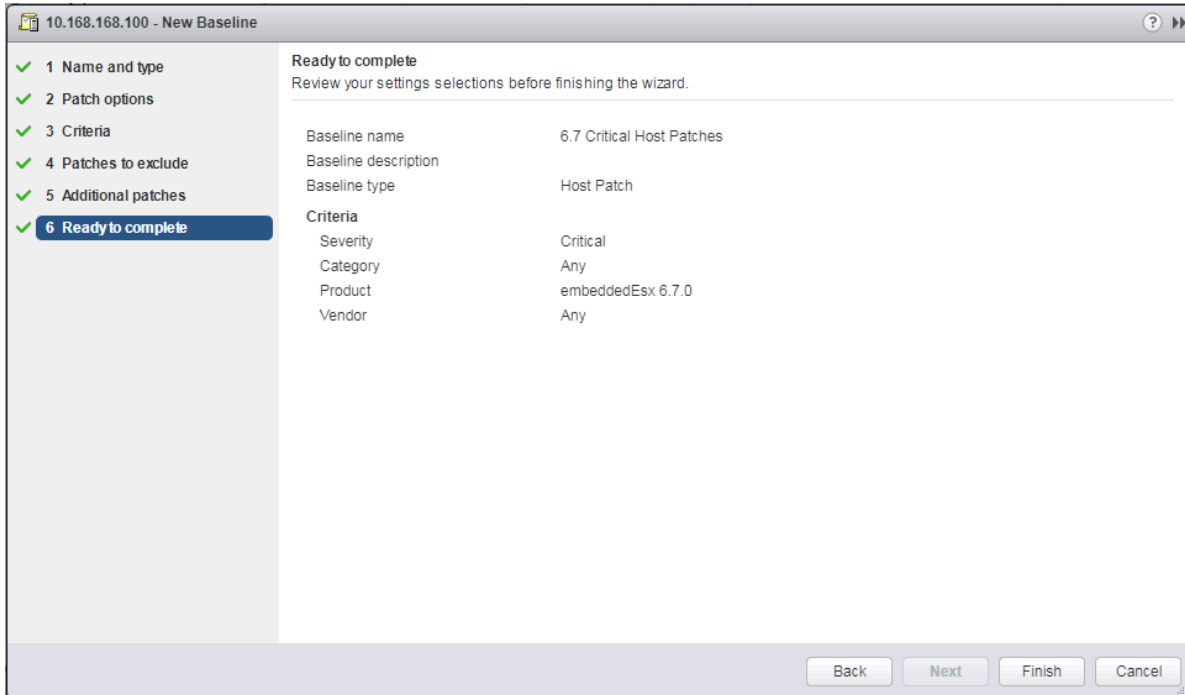 10.168.168.100 - New Baseline
?
1 Name and type
2 Patch options
3 Criteria
4 Patches to exclude
5 Additional patches
6 Ready to complete
Ready to complete
Review your settings selections before finishing the wizard.
Baseline name 6.7 Critical Host Patches
Baseline description
Baseline type Host Patch
Criteria
Severity Critical
Category Any
Product embeddedEsx 6.7.0
Vendor Any
Back Next Finish Cancel